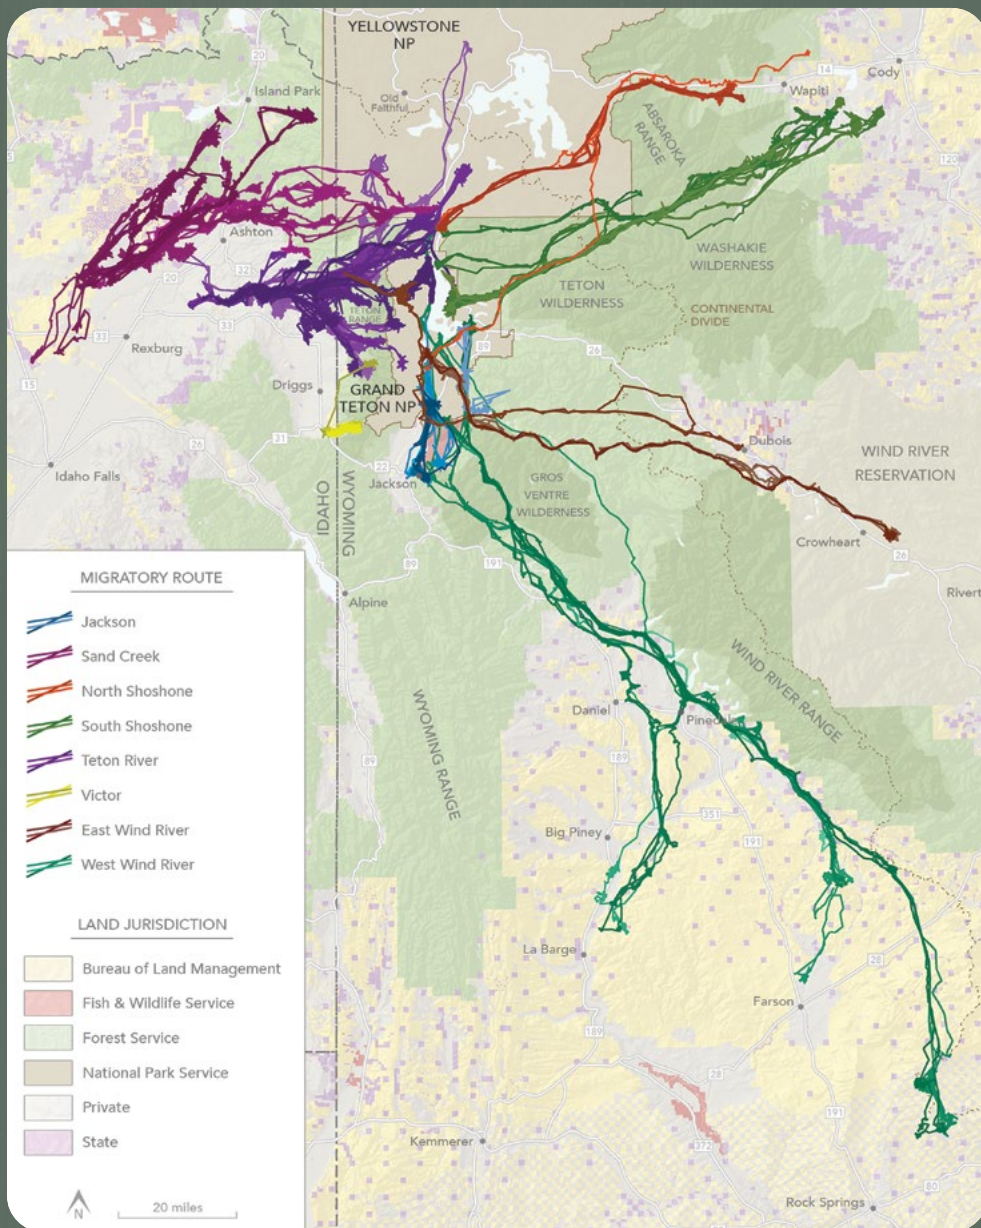 YELLOWSTONE
NP
20
Island Park
Old
Faithful
14
Cody
Wapiti
ABSAROKA
RANGE
120
Ashton
32
20
33
33
33
15
Rexburg
WASHAKIE
WILDERNESS
TETON
WILDERNESS
CONTINENTAL
DIVIDE
TETON
RANGE
89
26
Driggs
GRAND
TETON NP
31
26
Idaho Falls
22
Jackson
Dubois
WIND RIVER
RESERVATION
GROS
VENTRE
WILDERNESS
IDAHO
WYOMING
Crowheart
26
89
191
Rivert
Alpine
WIND RIVER RANGE
WYOMING RANGE
Daniel
89
189
351
191
Big Piney
La Barge
28
Farson
189
28
191
Kemmerer
372
80
Rock Springs
MIGRATORY ROUTE
Jackson
Sand Creek
North Shoshone
South Shoshone
Teton River
Victor
East Wind River
West Wind River
LAND JURISDICTION
Bureau of Land Management
Fish & Wildlife Service
Forest Service
National Park Service
Private
State
N
20 miles